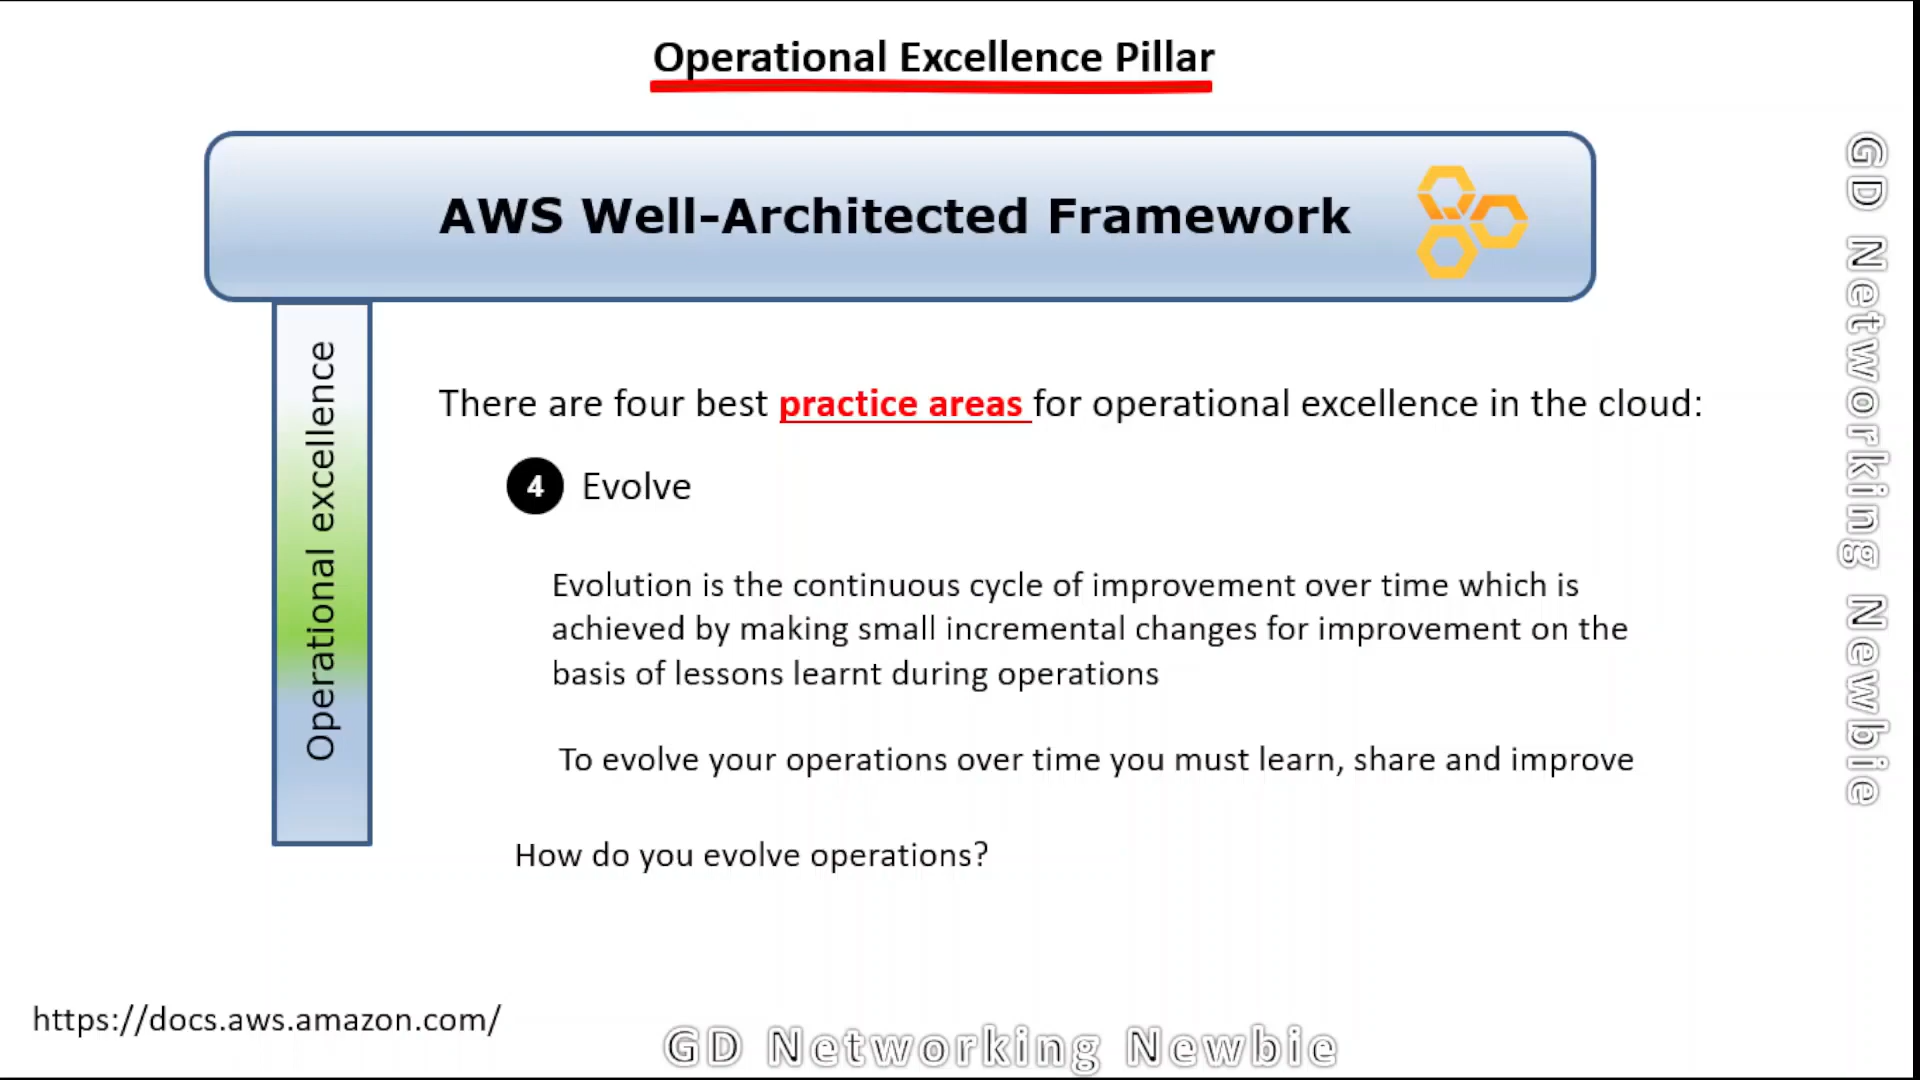 Operational Excellence Pillar
AWS Well-Architected Framework
Operational excellence
There are four best practice areas for operational excellence in the cloud:
4 Evolve
Evolution is the continuous cycle of improvement over time which is
achieved by making small incremental changes for improvement on the
basis of lessons learnt during operations
To evolve your operations over time you must learn, share and improve
How do you evolve operations?
https://docs.aws.amazon.com/
GD Networking Newbie
GD Networking Newbie